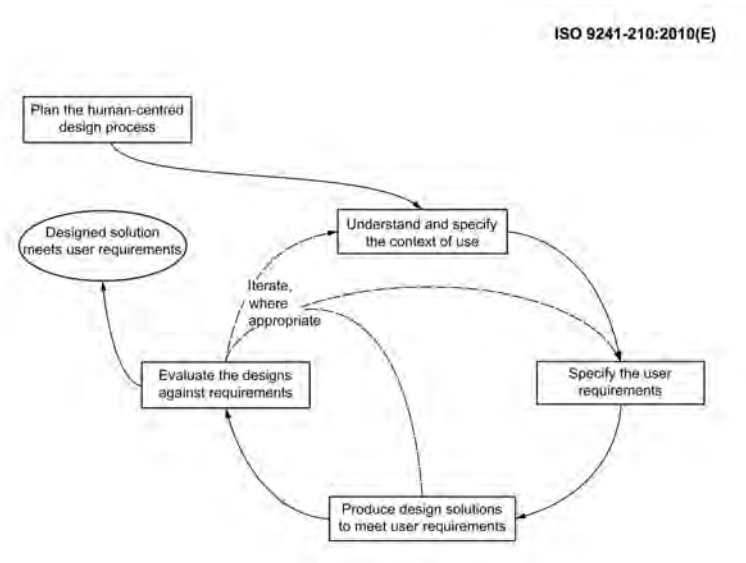 ISO 9241-210:2010(E)
Plan the human-centred
design process
Understand and specify
the context of use
Designed solution
meets user requirements
Iterate,
where
appropriate
Evaluate the designs
against requirements
Specify the user
requirements
Produce design solutions
to meet user requirements